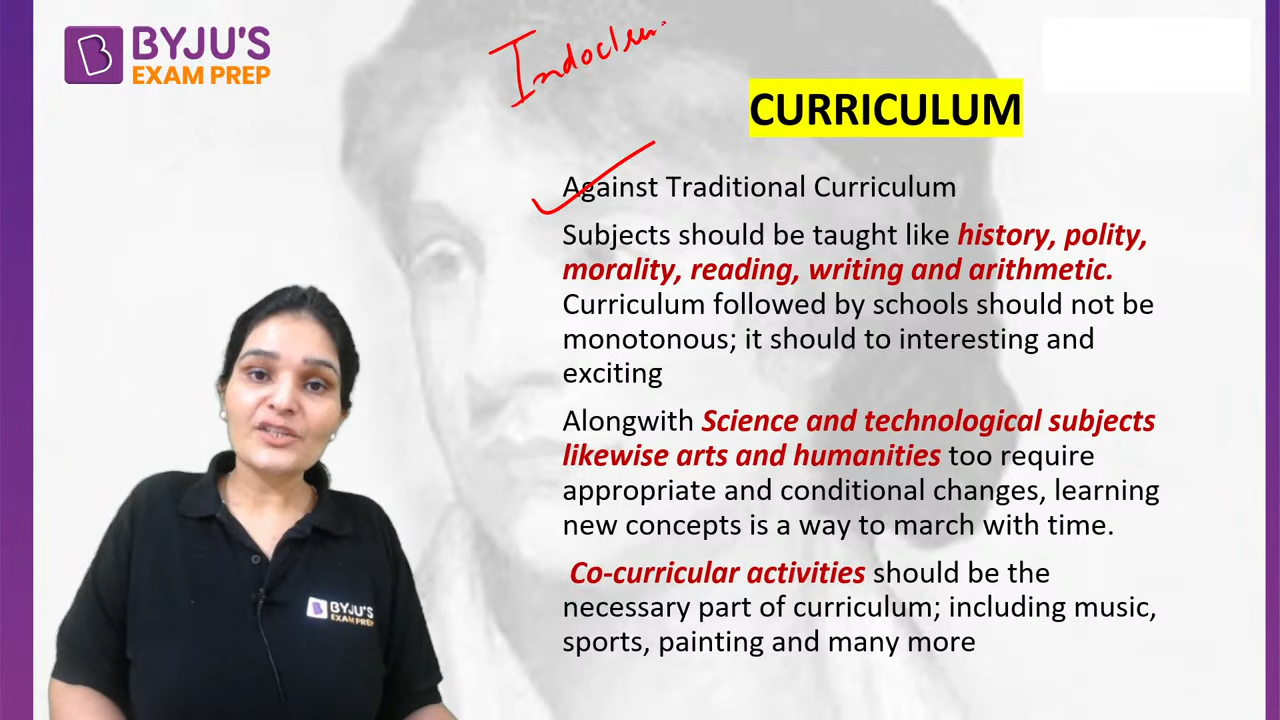 BYJU'S
EXAM PREP
CURRICULUM
Against Traditional Curriculum
Subjects should be taught like history, polity,
morality, reading, writing and arithmetic.
Curriculum followed by schools should not be
monotonous; it should to interesting and
exciting
Alongwith Science and technological subjects
likewise arts and humanities too require
appropriate and conditional changes, learning
new concepts is a way to march with time.
Co-curricular activities should be the
necessary part of curriculum; including music,
sports, painting and many more
BYJU'S
EXAM PREP